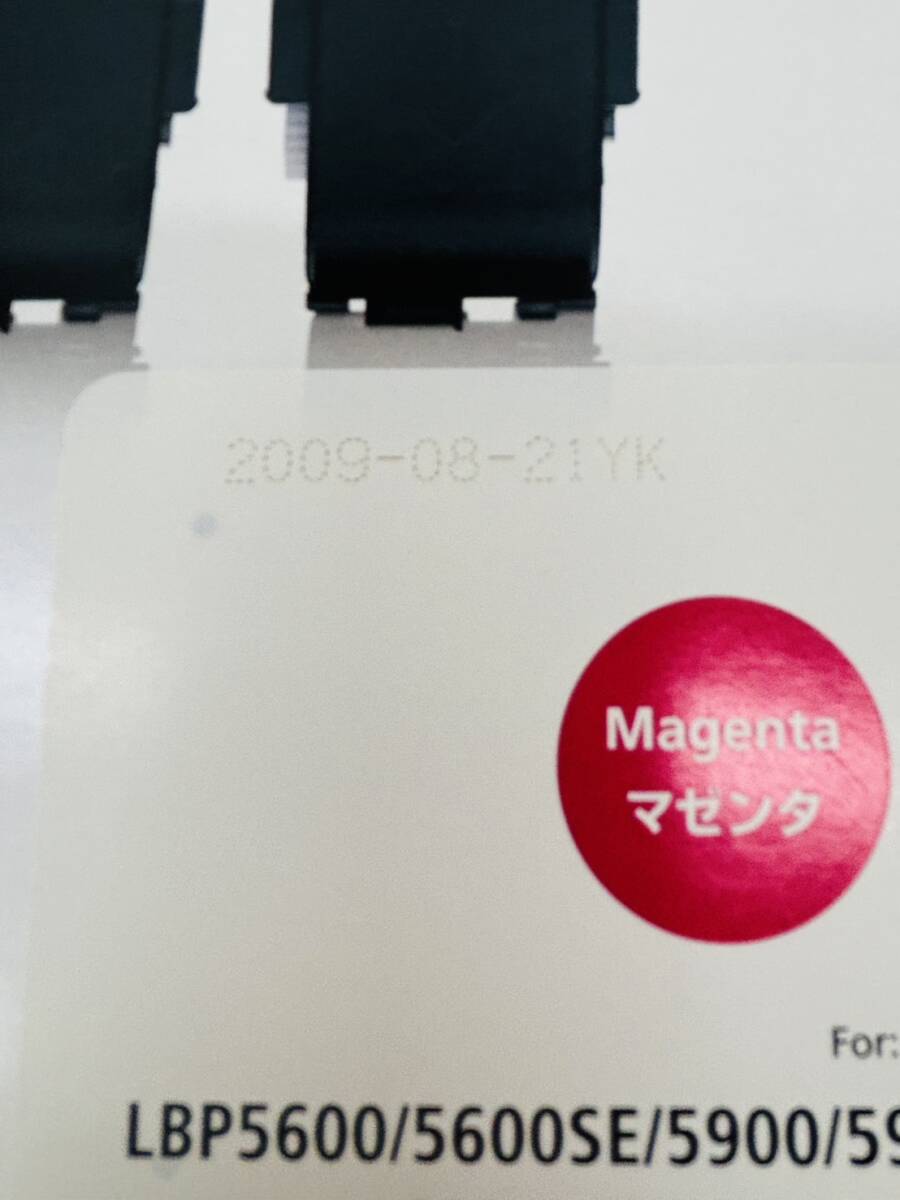 2009-08-21YK
Magenta
マゼンタ
For:
LBP5600/5600SE/5900/59